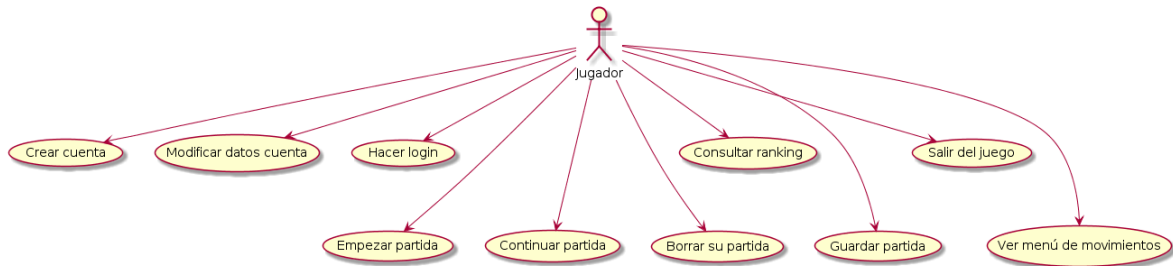 Jugador
Crear cuenta
Modificar datos cuenta
Hacer login
Consultar ranking
Salir del juego
Empezar partida
Continuar partida
Borrar su partida
Guardar partida
Ver menú de movimientos